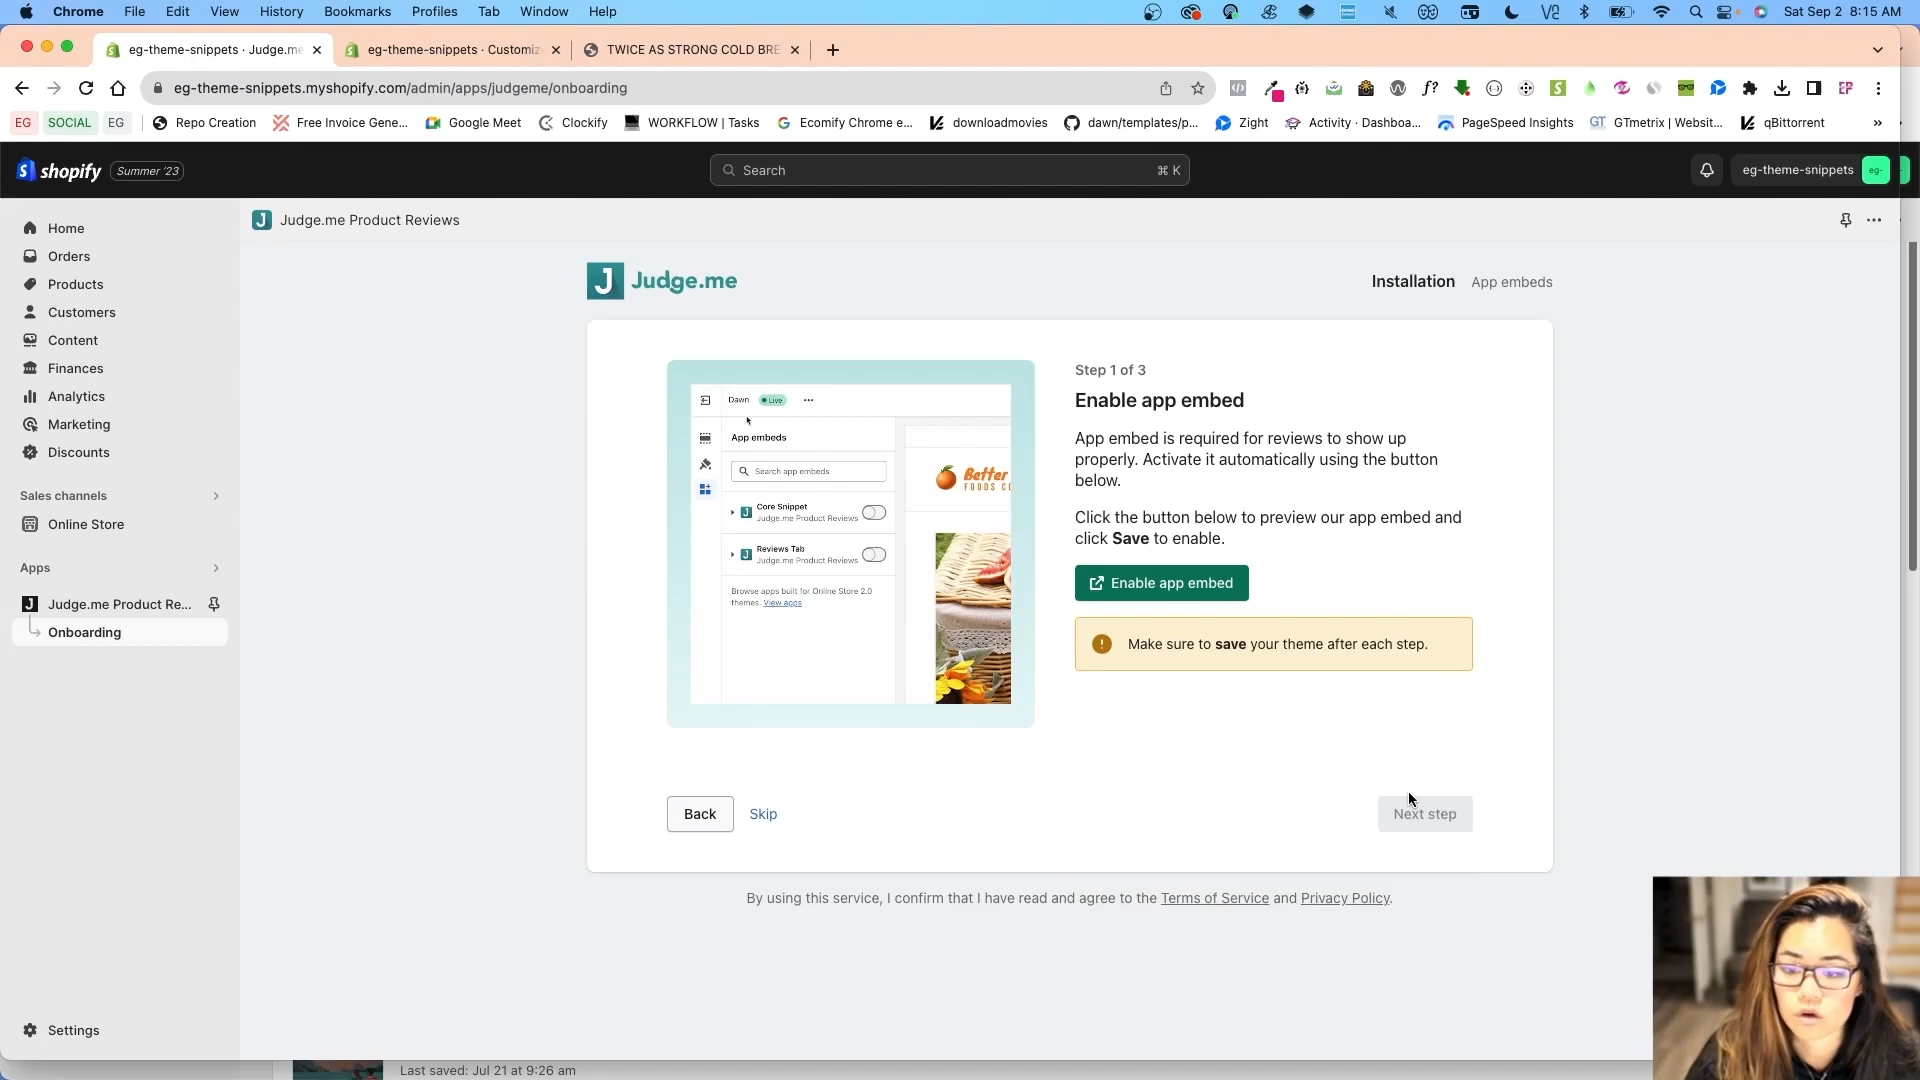 Chrome File Edit View History Bookmarks Profiles Tab Window Help
Sat Sep 2 8:15 AM
eg-theme-snippets · Judge.me
eg-theme-snippets · Customiz
TWICE AS STRONG COLD BRE
eg-theme-snippets.myshopify.com/admin/apps/judgeme/onboarding
EG SOCIAL EG Repo Creation Free Invoice Gene... Google Meet Clockify WORKFLOW | Tasks Ecomify Chrome e... downloadmovies dawn/templates/p... Zight Activity · Dashboa... PageSpeed Insights GTmetrix | Websit... qBittorrent »
shopify Summer '23
Search ⌘ K
eg-theme-snippets eg-
Judge.me Product Reviews
Home
Orders
Products
Customers
Content
Finances
Analytics
Marketing
Discounts
Sales channels
Online Store
Apps
Judge.me Product Re...
Onboarding
Settings
J Judge.me
Installation App embeds
Dawn Live
App embeds
Search app embeds
Core Snippet
Judge.me Product Reviews
Reviews Tab
Judge.me Product Reviews
Browse apps built for Online Store 2.0
themes. View apps
Better
FOODS CO
Step 1 of 3
Enable app embed
App embed is required for reviews to show up
properly. Activate it automatically using the button
below.
Click the button below to preview our app embed and
click Save to enable.
Enable app embed
Make sure to save your theme after each step.
Back
Skip
Next step
By using this service, I confirm that I have read and agree to the Terms of Service and Privacy Policy.
Last saved: Jul 21 at 9:26 am